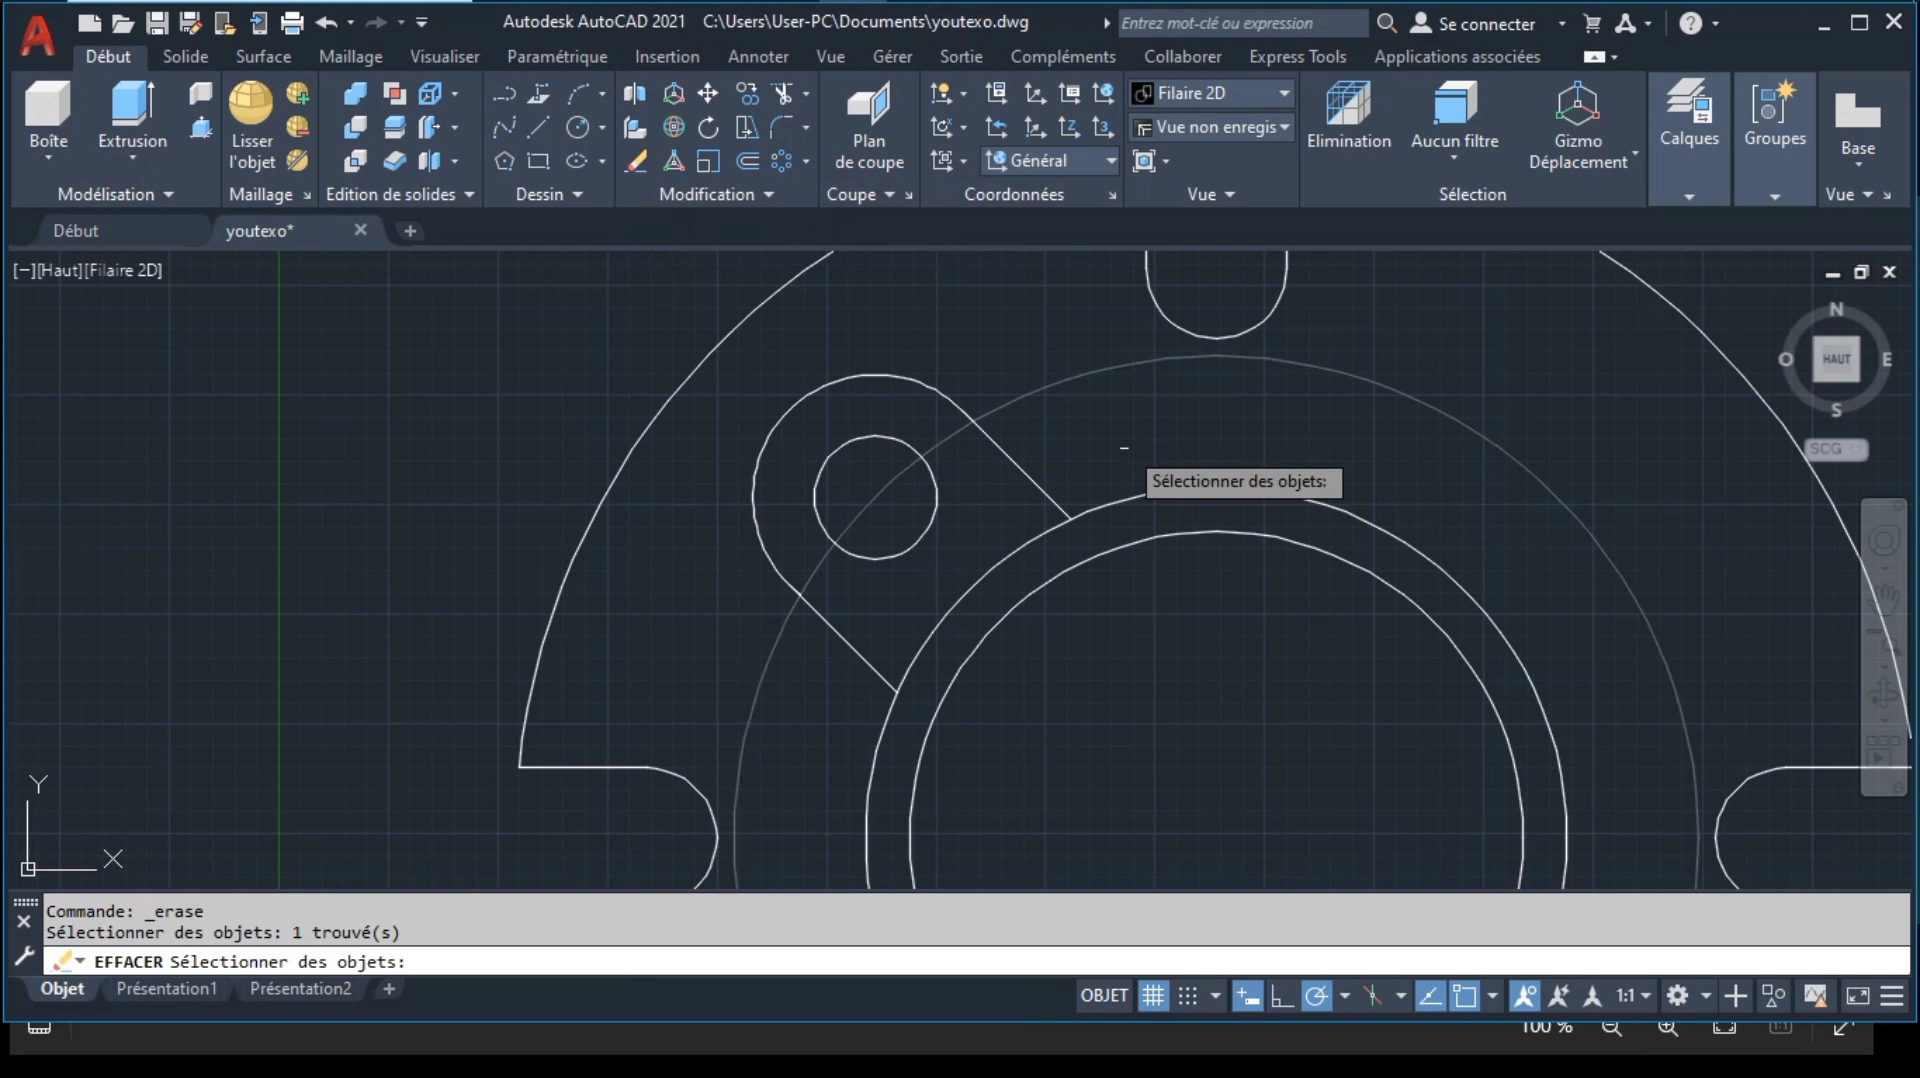 Autodesk AutoCAD 2021 C:\Users\User-PC\Documents\youtexo.dwg
Entrez mot-clé ou expression
Se connecter
Début Solide Surface Maillage Visualiser Paramétrique Insertion Annoter Vue Gérer Sortie Compléments Collaborer Express Tools Applications associées
Boîte
Extrusion
Lisser
l'objet
Plan
de coupe
Général
Filaire 2D
Vue non enregis
Elimination
Aucun filtre
Gizmo
Déplacement
Calques
Groupes
Base
Modélisation Maillage Edition de solides Dessin Modification Coupe Coordonnées Vue Sélection Vue
Début youtexo*
[−][Haut][Filaire 2D]
N
O HAUT E
S
SCG
Sélectionner des objets:
Y
X
Commande: _erase
Sélectionner des objets: 1 trouvé(s)
EFFACER Sélectionner des objets:
Objet Présentation1 Présentation2
OBJET 1:1
100 %